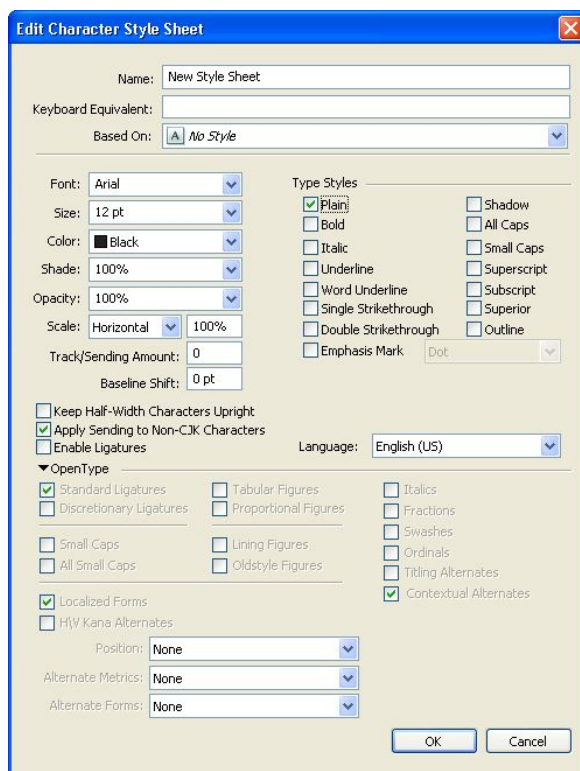 Edit Character Style Sheet
Name: New Style Sheet
Keyboard Equivalent:
Based On: A No Style
Font: Arial
Size: 12 pt
Color: Black
Shade: 100%
Opacity: 100%
Scale: Horizontal 100%
Track/Sending Amount: 0
Baseline Shift: 0 pt
Type Styles
Plain
Bold
Italic
Underline
Word Underline
Single Strikethrough
Double Strikethrough
Emphasis Mark Dot
Shadow
All Caps
Small Caps
Superscript
Subscript
Superior
Outline
Keep Half-Width Characters Upright
Apply Sending to Non-CJK Characters
Enable Ligatures
Language: English (US)
OpenType
Standard Ligatures
Discretionary Ligatures
Small Caps
All Small Caps
Tabular Figures
Proportional Figures
Lining Figures
Oldstyle Figures
Italics
Fractions
Swashes
Ordinals
Titling Alternates
Contextual Alternates
Localized Forms
H\V Kana Alternates
Position: None
Alternate Metrics: None
Alternate Forms: None
OK Cancel